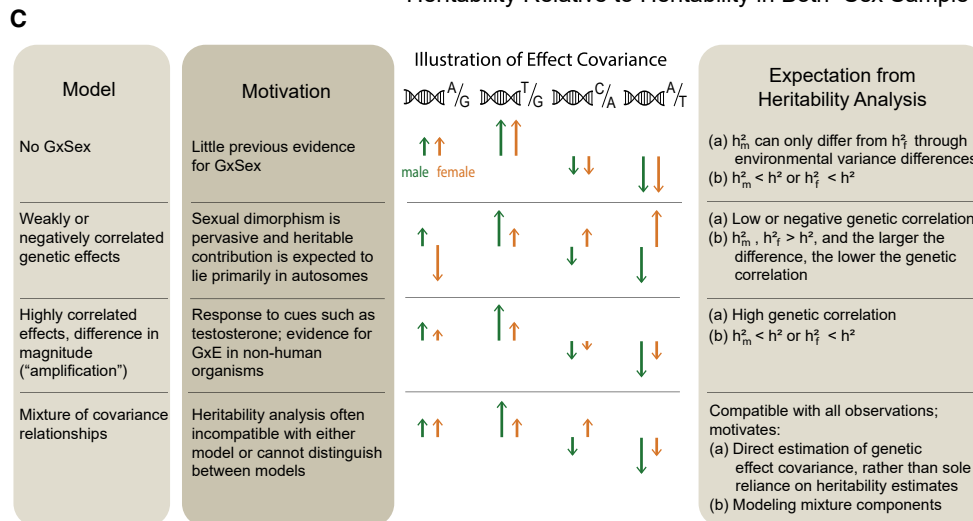 Heritability Relative to Heritability in Both-Sex Sample
C
Model
Motivation
Illustration of Effect Covariance
A/G
T/G
C/A
A/T
Expectation from
Heritability Analysis
No GxSex
Little previous evidence
for GxSex
male female
(a) h²m can only differ from h²f through
environmental variance differences
(b) h²m < h² or h²f < h²
Weakly or
negatively correlated
genetic effects
Sexual dimorphism is
pervasive and heritable
contribution is expected to
lie primarily in autosomes
(a) Low or negative genetic correlation
(b) h²m , h²f > h², and the larger the
difference, the lower the genetic
correlation
Highly correlated
effects, difference in
magnitude
(“amplification”)
Response to cues such as
testosterone; evidence for
GxE in non-human
organisms
(a) High genetic correlation
(b) h²m < h² or h²f < h²
Mixture of covariance
relationships
Heritability analysis often
incompatible with either
model or cannot distinguish
between models
Compatible with all observations;
motivates:
(a) Direct estimation of genetic
effect covariance, rather than sole
reliance on heritability estimates
(b) Modeling mixture components